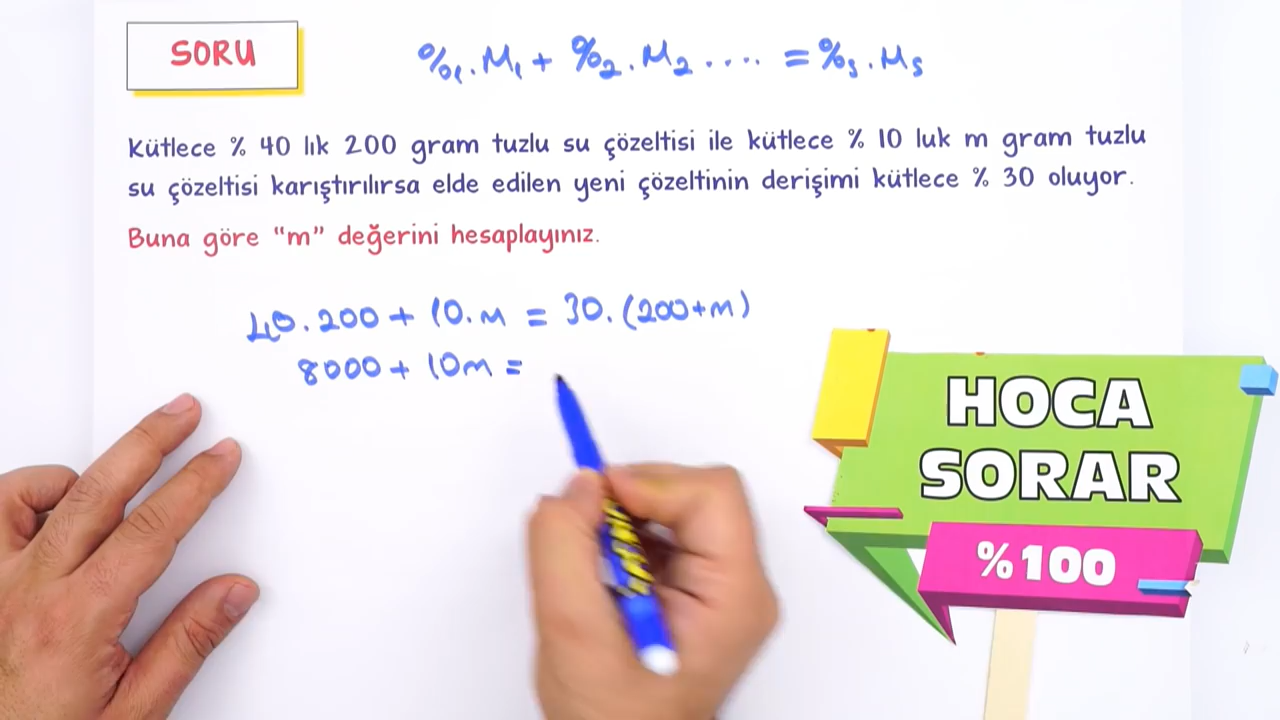 SORU
%₁.M₁ + %₂.M₂ .... = %ₛ.Mₛ
Kütlece % 40 lık 200 gram tuzlu su çözeltisi ile kütlece % 10 luk m gram tuzlu
su çözeltisi karıştırılırsa elde edilen yeni çözeltinin derişimi kütlece % 30 oluyor.
Buna göre "m" değerini hesaplayınız.
40.200 + 10.M = 30.(200+M)
8000 + 10M =
HOCA
SORAR
%100